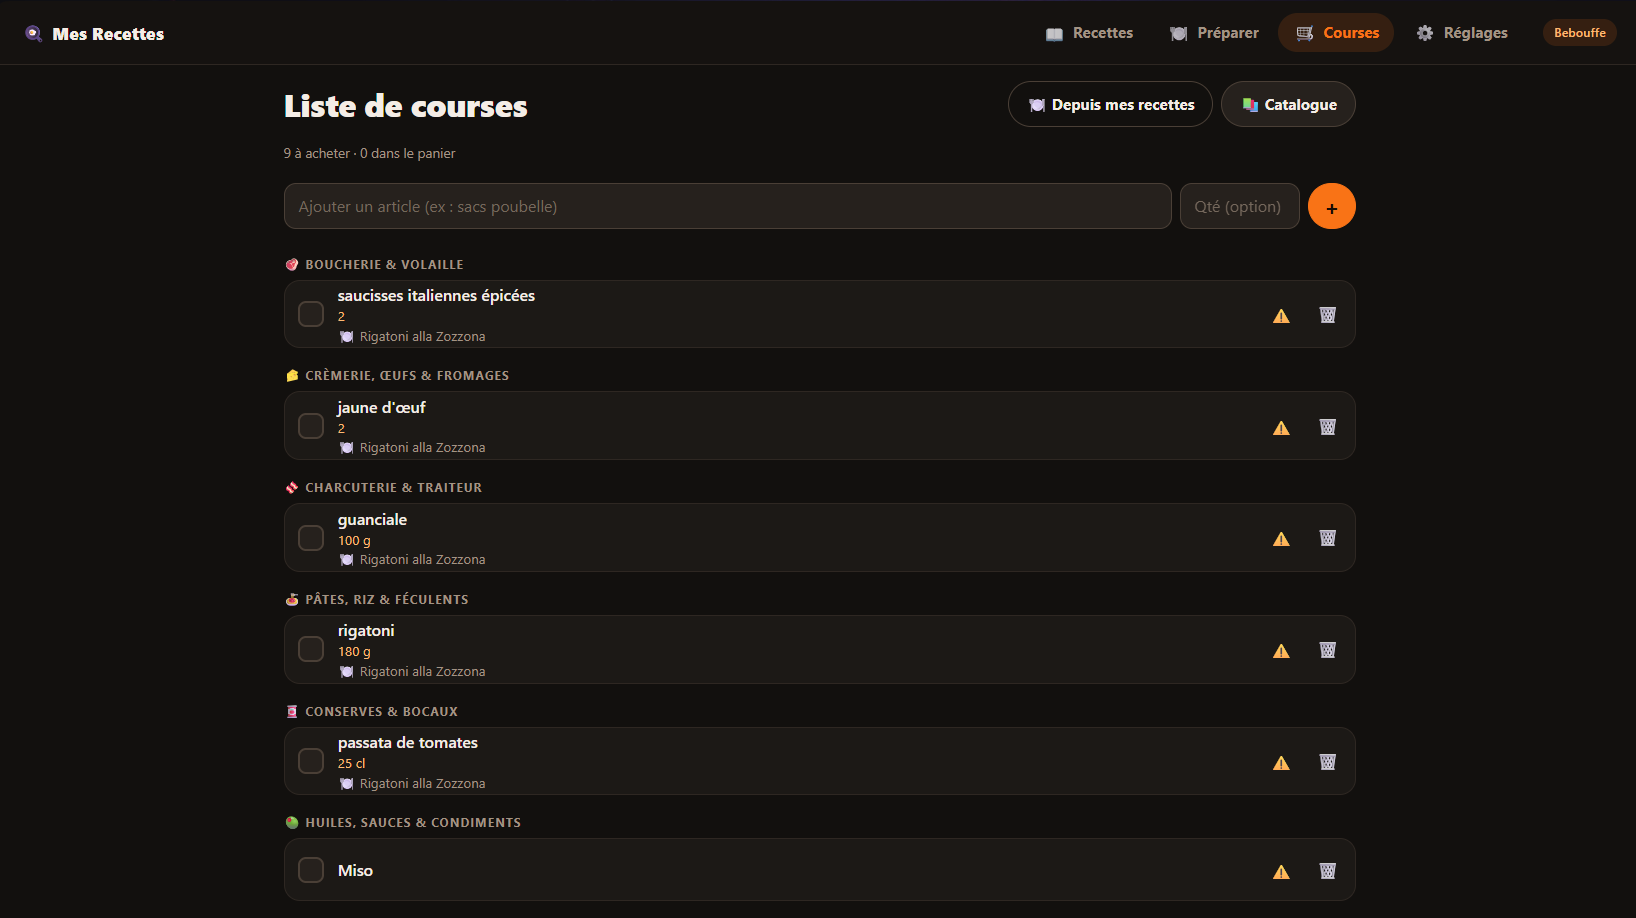 Mes Recettes
Recettes
Préparer
Courses
Réglages
Bebouffe
Liste de courses
Depuis mes recettes
Catalogue
9 à acheter · 0 dans le panier
Ajouter un article (ex : sacs poubelle)
Qté (option)
+
BOUCHERIE & VOLAILLE
saucisses italiennes épicées
2
Rigatoni alla Zozzona
CRÈMERIE, ŒUFS & FROMAGES
jaune d'œuf
2
Rigatoni alla Zozzona
CHARCUTERIE & TRAITEUR
guanciale
100 g
Rigatoni alla Zozzona
PÂTES, RIZ & FÉCULENTS
rigatoni
180 g
Rigatoni alla Zozzona
CONSERVES & BOCAUX
passata de tomates
25 cl
Rigatoni alla Zozzona
HUILES, SAUCES & CONDIMENTS
Miso